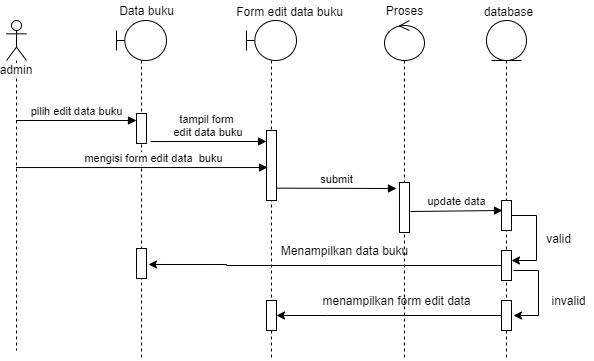 Data buku
Form edit data buku
Proses
database
admin
pilih edit data buku
tampil form
edit data buku
mengisi form edit data buku
submit
update data
valid
Menampilkan data buku
invalid
menampilkan form edit data